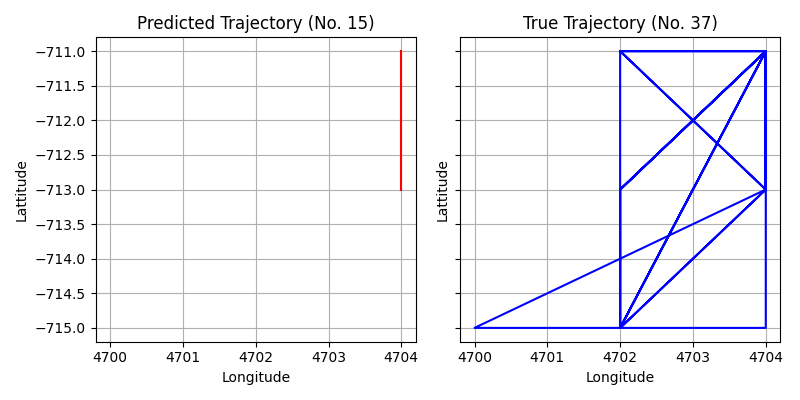 Predicted Trajectory (No. 15)
True Trajectory (No. 37)
−711.0
−711.5
−712.0
−712.5
−713.0
−713.5
−714.0
−714.5
−715.0
Lattitude
Lattitude
4700 4701 4702 4703 4704
4700 4701 4702 4703 4704
Longitude
Longitude